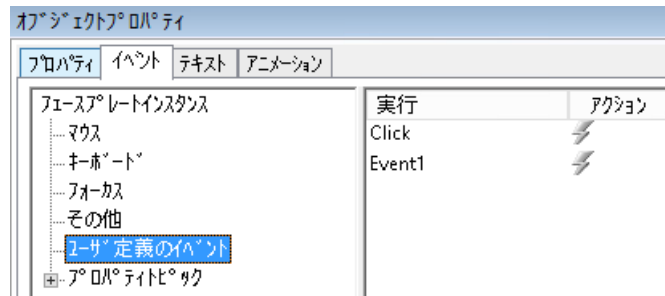 ｵﾌﾞｼﾞｪｸﾄﾌﾟﾛﾊﾟﾃｨ
ﾌﾟﾛﾊﾟﾃｨ ｲﾍﾞﾝﾄ ﾃｷｽﾄ ｱﾆﾒｰｼｮﾝ
ﾌｪｰｽﾌﾟﾚｰﾄｲﾝｽﾀﾝｽ
ﾏｳｽ
ｷｰﾎﾞｰﾄﾞ
ﾌｫｰｶｽ
その他
ﾕｰｻﾞ定義のｲﾍﾞﾝﾄ
ﾌﾟﾛﾊﾟﾃｨﾄﾋﾟｯｸ
実行 ｱｸｼｮﾝ
Click
Event1